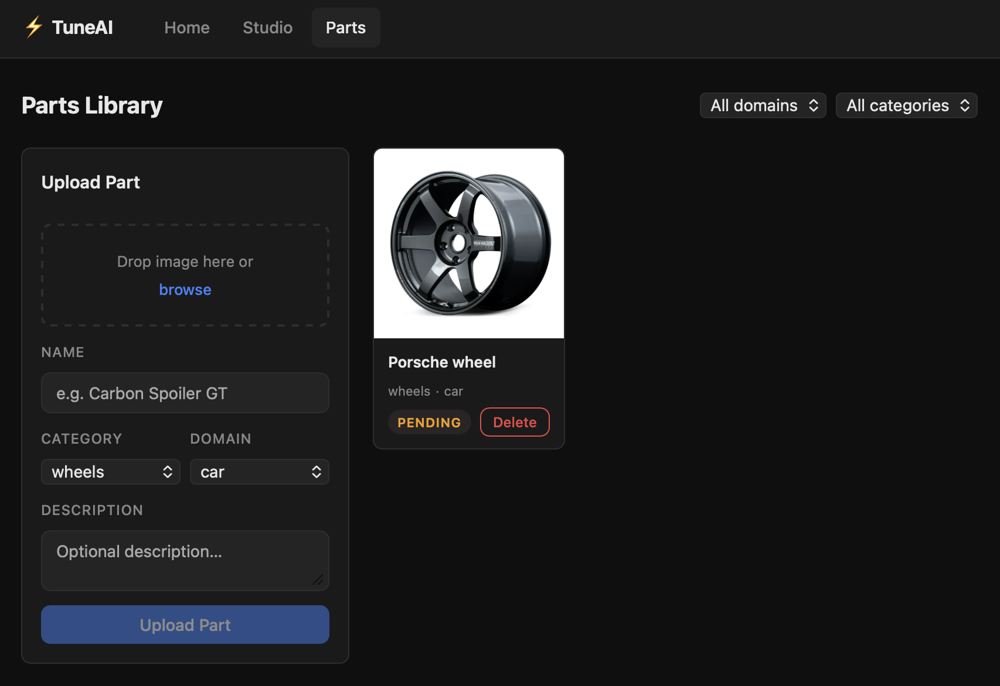 TuneAI
Home
Studio
Parts
Parts Library
All domains
All categories
Upload Part
Drop image here or
browse
NAME
e.g. Carbon Spoiler GT
CATEGORY
DOMAIN
wheels
car
DESCRIPTION
Optional description...
Upload Part
Porsche wheel
wheels · car
PENDING
Delete